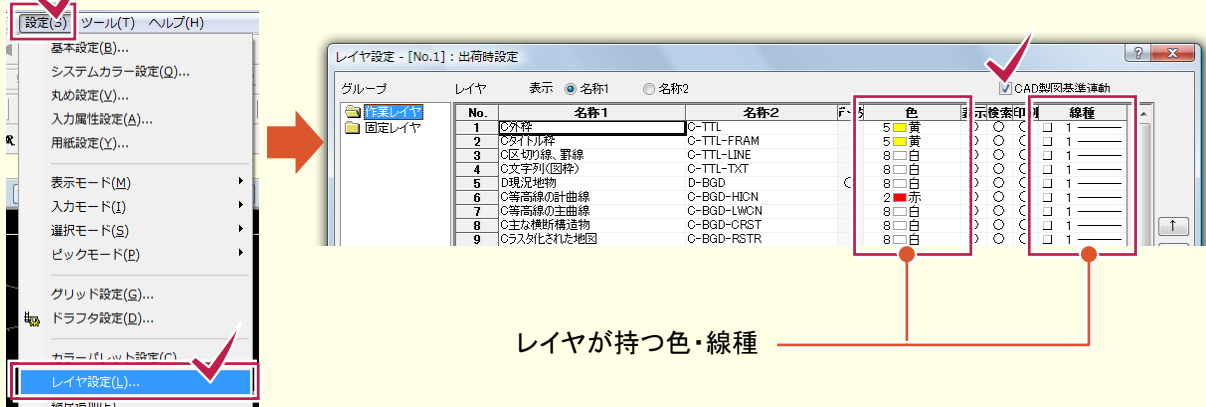 設定(S) ツール(T) ヘルプ(H)
基本設定(B)...
システムカラー設定(Q)...
丸め設定(V)...
入力属性設定(A)...
用紙設定(Y)...
表示モード(M)
入力モード(I)
選択モード(S)
ピックモード(P)
グリッド設定(G)...
ドラフタ設定(D)...
カラーパレット設定(C)...
レイヤ設定(L)...
レイヤ設定 - [No.1] : 出荷時設定
グループ レイヤ 表示 名称1 名称2 CAD製図基準連動
作業レイヤ
固定レイヤ
No. 名称1 名称2 色 表示 検索 線種
1 C外枠 C-TTL 5 黄 1
2 Cタイトル枠 C-TTL-FRAM 5 黄 1
3 C区切り線、罫線 C-TTL-LINE 8 白 1
4 C文字列(図枠) C-TTL-TXT 8 白 1
5 D現況地物 D-BGD 8 白 1
6 C等高線の計曲線 C-BGD-HICN 2 赤 1
7 C等高線の主曲線 C-BGD-LWCN 8 白 1
8 C主な横断構造物 C-BGD-CRST 8 白 1
9 Cラスタ化された地図 C-BGD-RSTR 8 白 1
レイヤが持つ色・線種